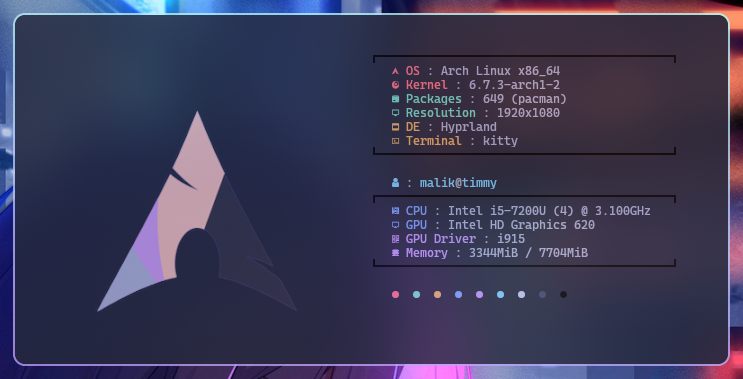 OS : Arch Linux x86_64
Kernel : 6.7.3-arch1-2
Packages : 649 (pacman)
Resolution : 1920x1080
DE : Hyprland
Terminal : kitty
: malik@timmy
CPU : Intel i5-7200U (4) @ 3.100GHz
GPU : Intel HD Graphics 620
GPU Driver : i915
Memory : 3344MiB / 7704MiB